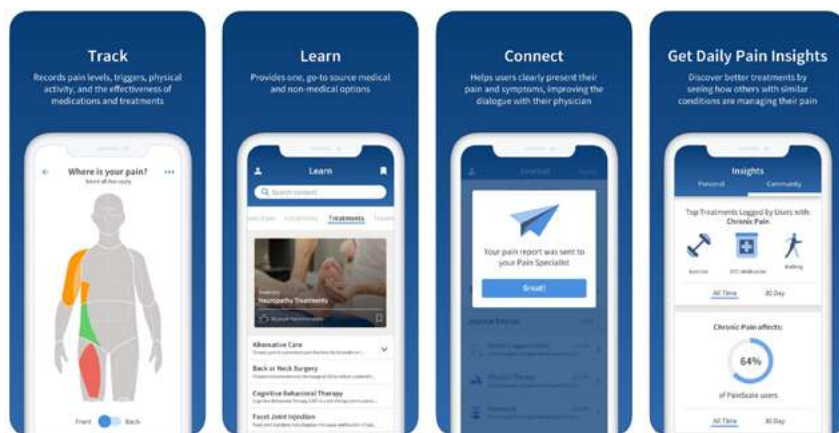 Track
Records pain levels, triggers, physical
activity, and the effectiveness of
medications and treatments
Where is your pain?
Select all that apply
Front
Back
Learn
Provides one, go-to source medical
and non-medical options
Learn
Search content
Conditions
Treatments
Neuropathy Treatments
Alternative Care
Back or Neck Surgery
Cognitive Behavioral Therapy
Facet Joint Injection
Connect
Helps users clearly present their
pain and symptoms, improving the
dialogue with their physician
Journal
Your pain report was sent to
your Pain Specialist
Great!
Journal Entries
Physical Therapy
Get Daily Pain Insights
Discover better treatments by
seeing how others with similar
conditions are managing their pain
Insights
Personal
Community
Top Treatments Logged by Users with
Chronic Pain
Exercise
OTC Medication
Walking
All Time
30 Day
Chronic Pain affects:
64%
of PainScale users
All Time
30 Day